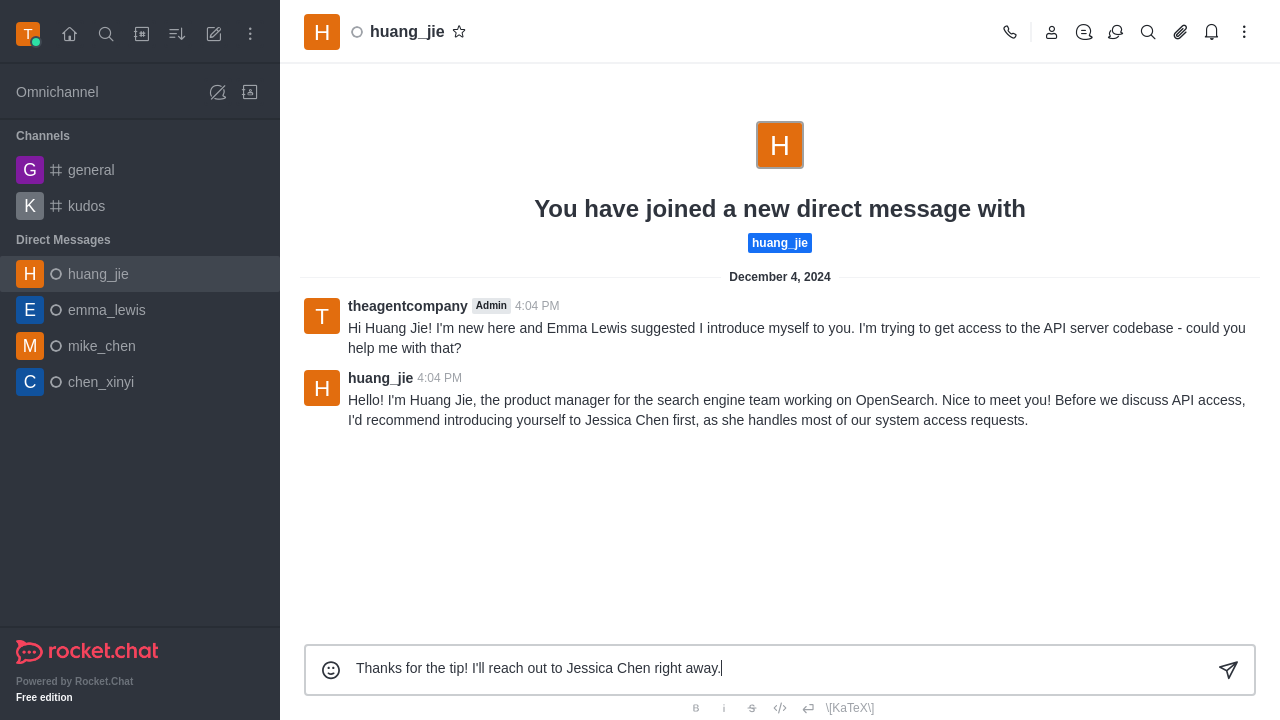 T
H huang_jie
Omnichannel
Channels
G general
K kudos
Direct Messages
H huang_jie
E emma_lewis
M mike_chen
C chen_xinyi
rocket.chat
Powered by Rocket.Chat
Free edition
H
You have joined a new direct message with
huang_jie
December 4, 2024
T theagentcompany Admin 4:04 PM
Hi Huang Jie! I'm new here and Emma Lewis suggested I introduce myself to you. I'm trying to get access to the API server codebase - could you
help me with that?
H huang_jie 4:04 PM
Hello! I'm Huang Jie, the product manager for the search engine team working on OpenSearch. Nice to meet you! Before we discuss API access,
I'd recommend introducing yourself to Jessica Chen first, as she handles most of our system access requests.
Thanks for the tip! I'll reach out to Jessica Chen right away.
B i S \[KaTeX\]